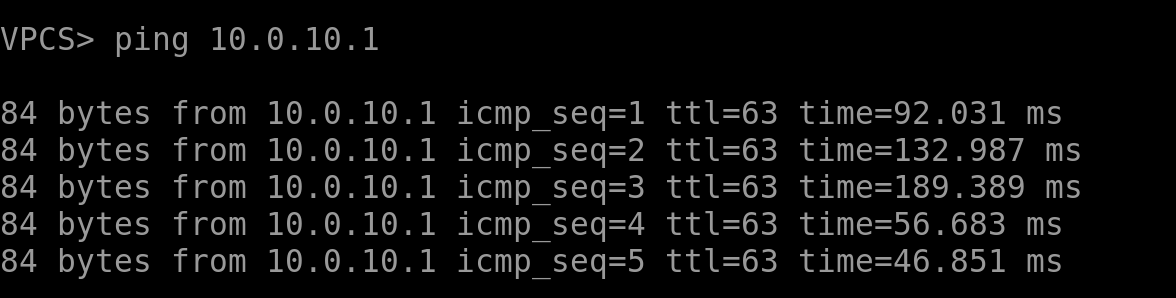 VPCS> ping 10.0.10.1
84 bytes from 10.0.10.1 icmp_seq=1 ttl=63 time=92.031 ms
84 bytes from 10.0.10.1 icmp_seq=2 ttl=63 time=132.987 ms
84 bytes from 10.0.10.1 icmp_seq=3 ttl=63 time=189.389 ms
84 bytes from 10.0.10.1 icmp_seq=4 ttl=63 time=56.683 ms
84 bytes from 10.0.10.1 icmp_seq=5 ttl=63 time=46.851 ms